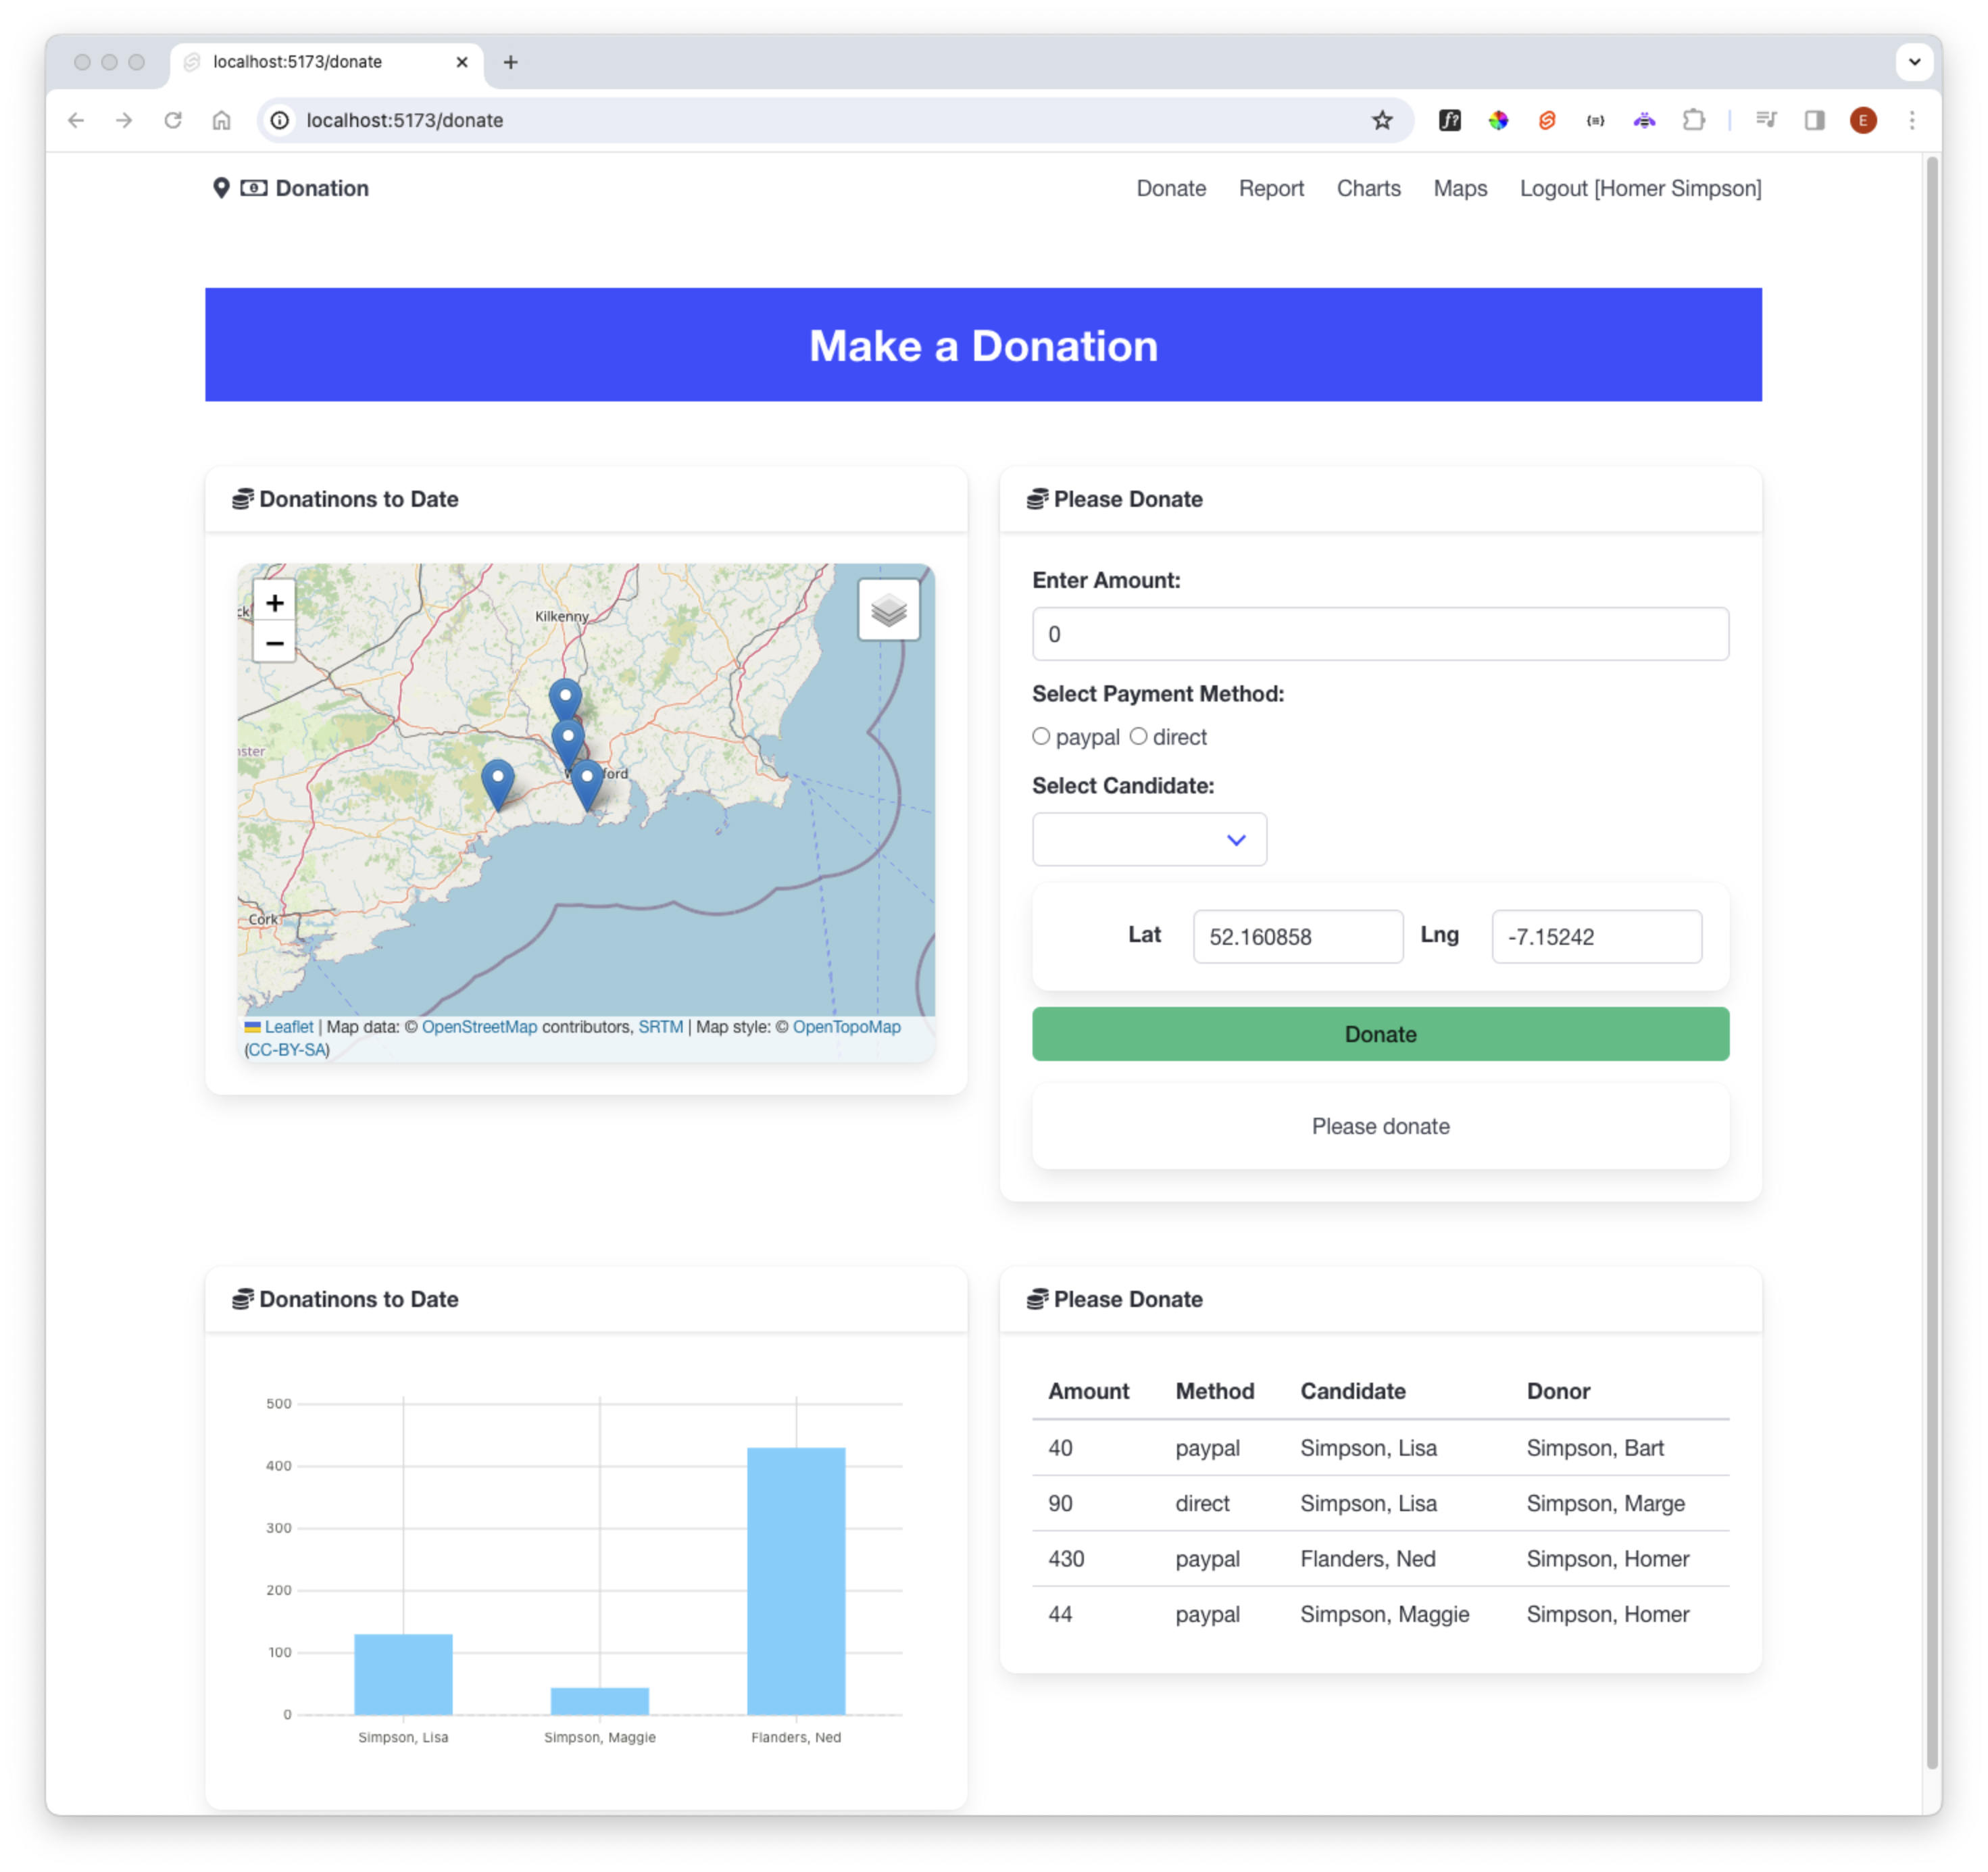 localhost:5173/donate
localhost:5173/donate
E
Donation
Donate Report Charts Maps Logout [Homer Simpson]
Make a Donation
Donatinons to Date
+
−
Kilkenny
Cork
Leaflet | Map data: © OpenStreetMap contributors, SRTM | Map style: © OpenTopoMap
(CC-BY-SA)
Please Donate
Enter Amount:
0
Select Payment Method:
paypal direct
Select Candidate:
Lat 52.160858 Lng -7.15242
Donate
Please donate
Donatinons to Date
500
400
300
200
100
0
Simpson, Lisa Simpson, Maggie Flanders, Ned
Please Donate
Amount Method Candidate Donor
40 paypal Simpson, Lisa Simpson, Bart
90 direct Simpson, Lisa Simpson, Marge
430 paypal Flanders, Ned Simpson, Homer
44 paypal Simpson, Maggie Simpson, Homer